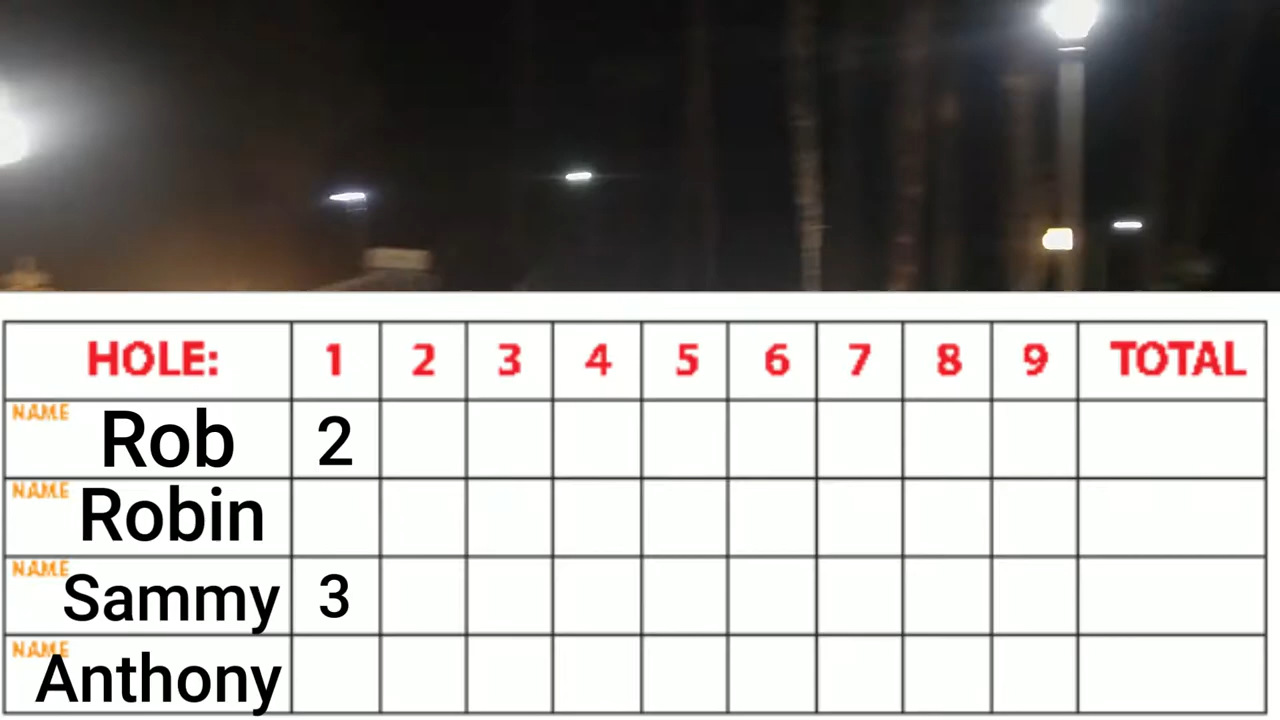 HOLE: 1 2 3 4 5 6 7 8 9 TOTAL
NAME Rob 2
NAME Robin
NAME Sammy 3
NAME Anthony